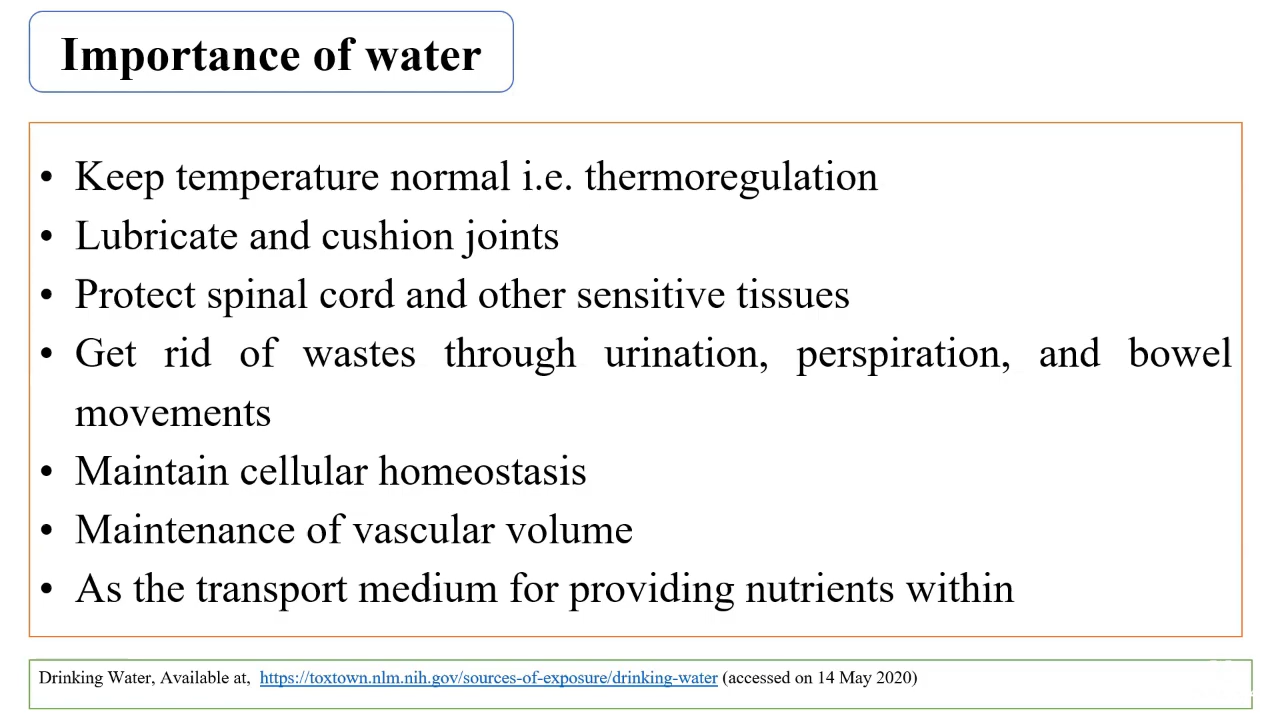 Importance of water
• Keep temperature normal i.e. thermoregulation
• Lubricate and cushion joints
• Protect spinal cord and other sensitive tissues
• Get rid of wastes through urination, perspiration, and bowel
movements
• Maintain cellular homeostasis
• Maintenance of vascular volume
• As the transport medium for providing nutrients within
Drinking Water, Available at, https://toxtown.nlm.nih.gov/sources-of-exposure/drinking-water (accessed on 14 May 2020)